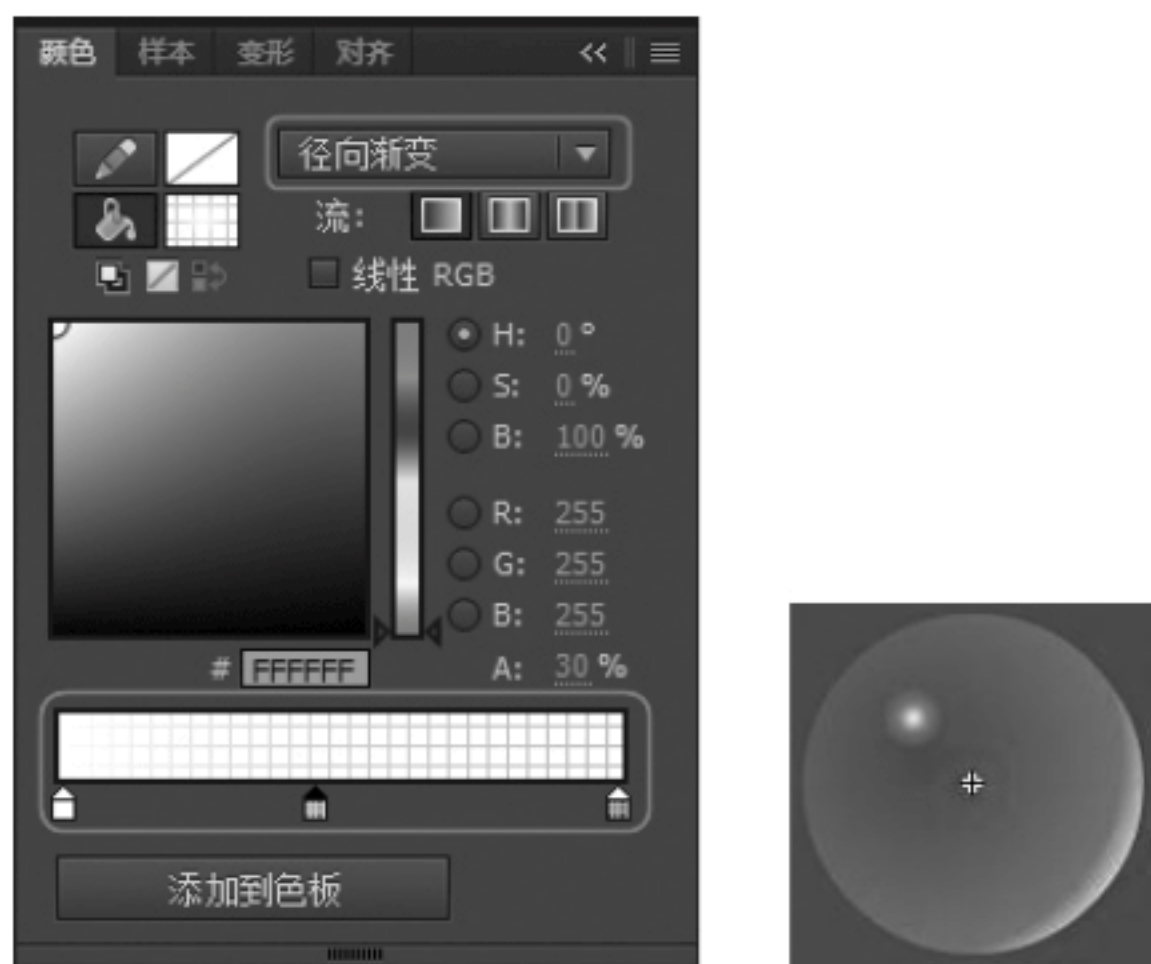 颜色 样本 变形 对齐
径向渐变
流:
线性 RGB
H: 0 °
S: 0 %
B: 100 %
R: 255
G: 255
B: 255
# FFFFFF A: 30 %
添加到色板